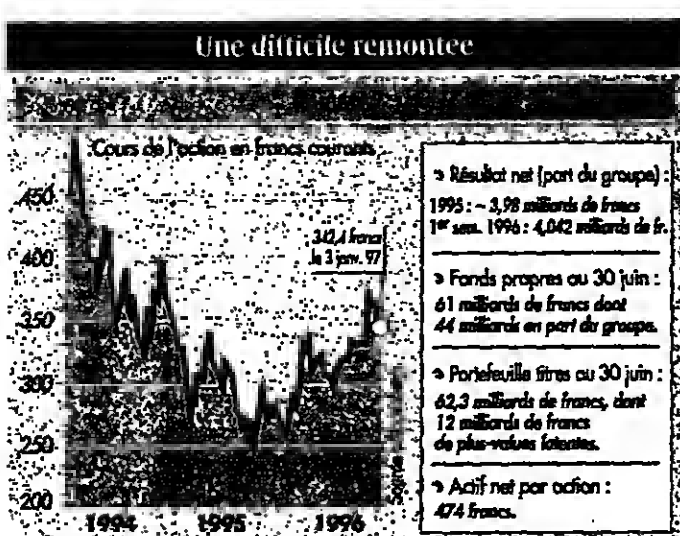 Une difficile remontée
Cours de l'action en francs courants
450
400
350
300
250
200
342,4 francs
le 3 janv. 97
1994 1995 1996
Résultat net (part du groupe) :
1995 : - 3,98 milliards de francs
1er sem. 1996 : 4,042 milliards de fr.
Fonds propres au 30 juin :
61 milliards de francs dont
44 milliards en part du groupe.
Portefeuille titres au 30 juin :
62,3 milliards de francs, dont
12 milliards de francs
de plus-values latentes.
Actif net par action :
474 francs.